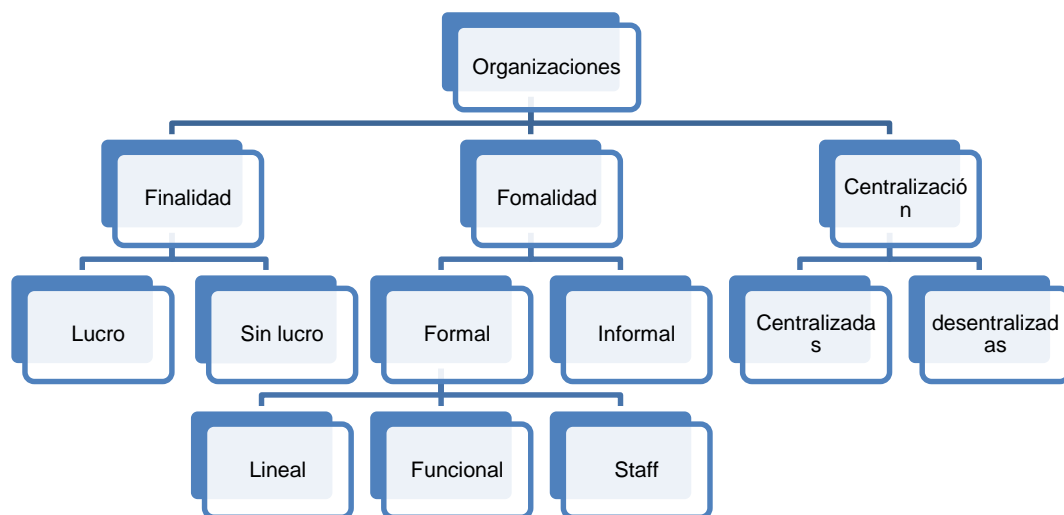 Organizaciones
Finalidad
Fomalidad
Centralizació
n
Lucro
Sin lucro
Formal
Informal
Centralizada
s
desentralizad
as
Lineal
Funcional
Staff